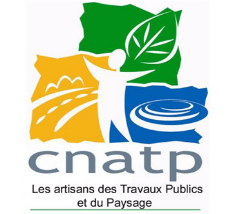 cnatp
Les artisans des Travaux Publics
et du Paysage